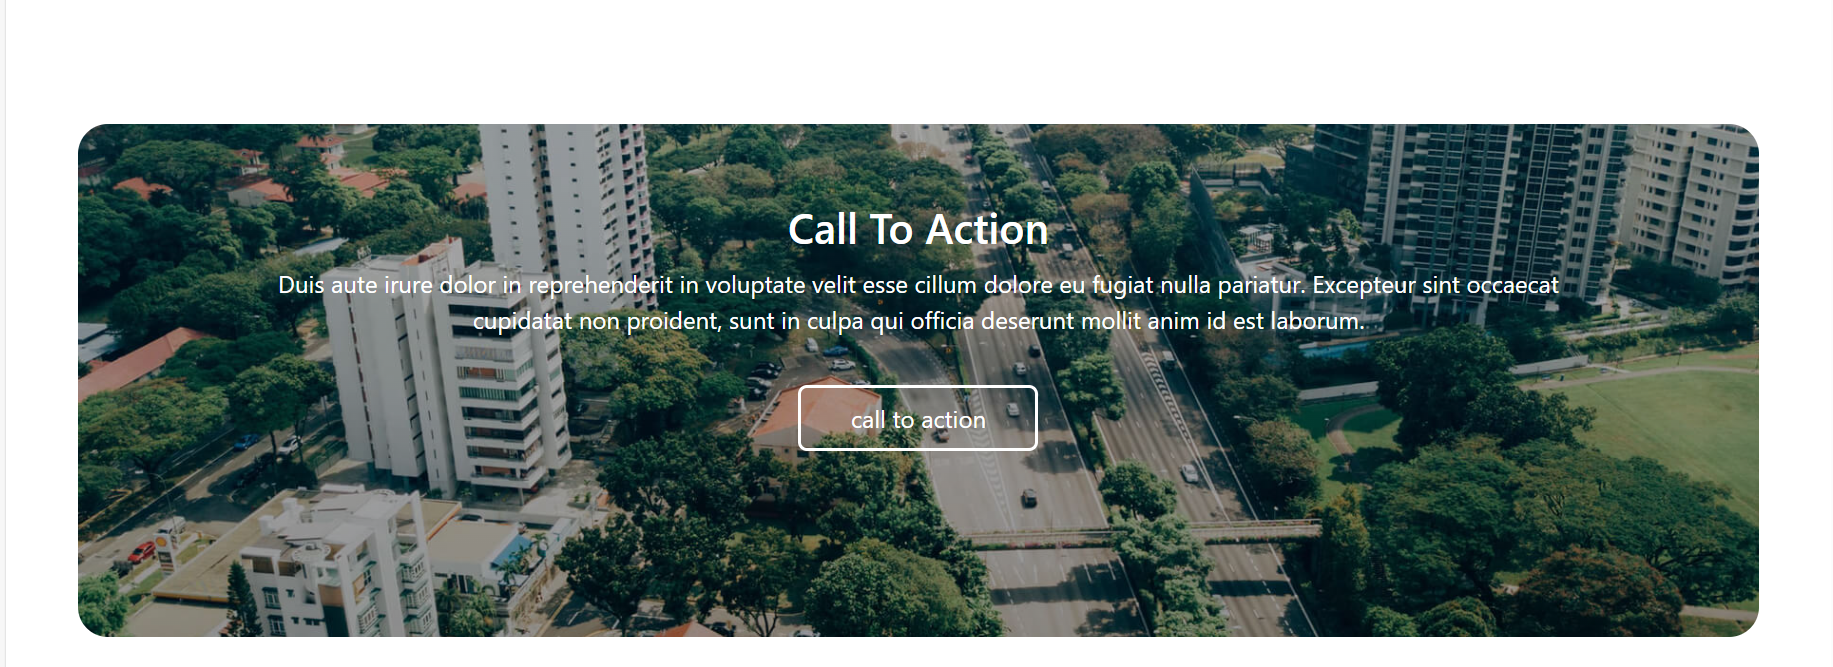 Call To Action
Duis aute irure dolor in reprehenderit in voluptate velit esse cillum dolore eu fugiat nulla pariatur. Excepteur sint occaecat
cupidatat non proident, sunt in culpa qui officia deserunt mollit anim id est laborum.
call to action